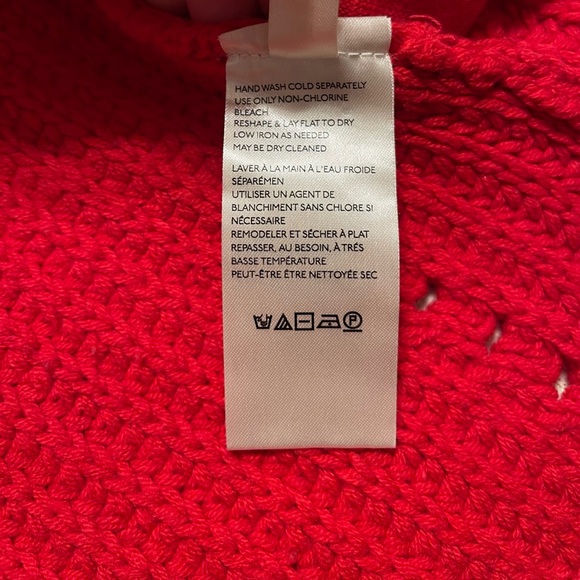 HAND WASH COLD SEPARATELY
USE ONLY NON-CHLORINE
BLEACH
RESHAPE & LAY FLAT TO DRY
LOW IRON AS NEEDED
MAY BE DRY CLEANED
LAVER À LA MAIN À L'EAU FROIDE
SÉPARÉMEN
UTILISER UN AGENT DE
BLANCHIMENT SANS CHLORE SI
NÉCESSAIRE
REMODELER ET SÉCHER À PLAT
REPASSER, AU BESOIN, À TRÉS
BASSE TEMPÉRATURE
PEUT-ÊTRE ÊTRE NETTOYÉE SEC
P